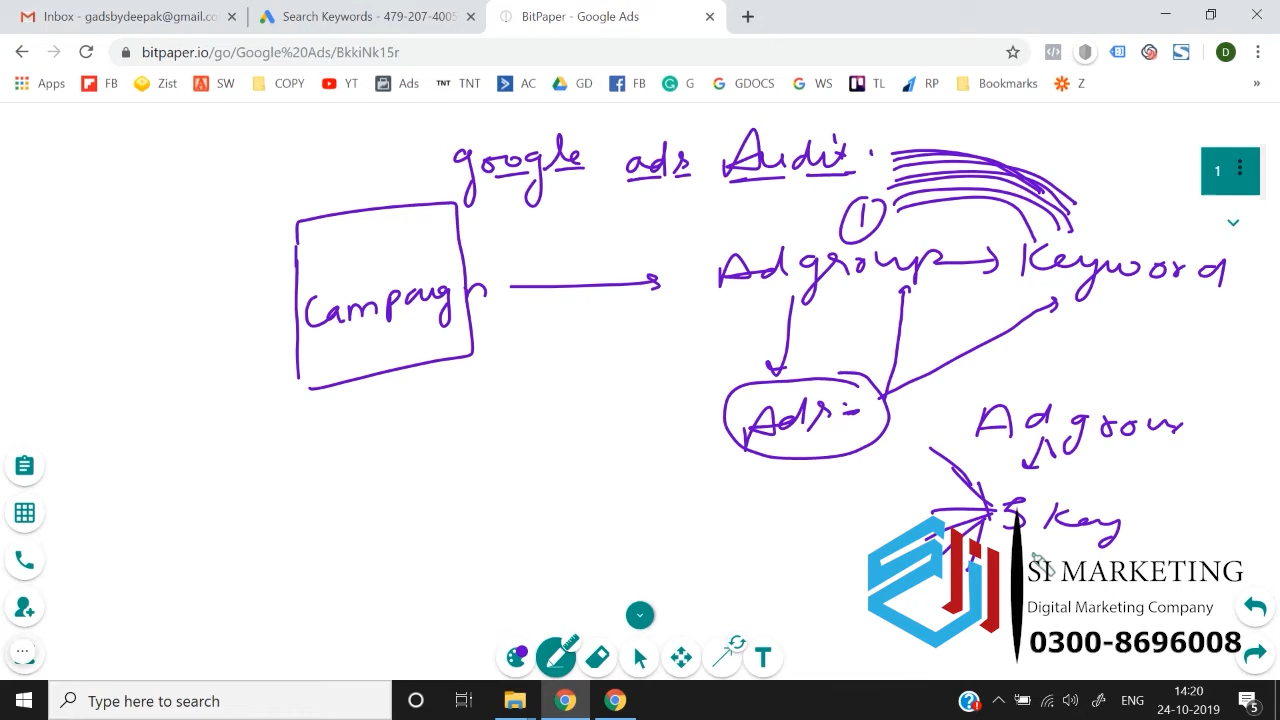 Inbox - gadsbydeepak@gmail.co
Search Keywords - 479-207-4005
BitPaper - Google Ads
bitpaper.io/go/Google%20Ads/BkkiNk15r
D
Apps FB Zist SW COPY YT Ads TNT TNT AC GD FB G GDOCS WS TL RP Bookmarks Z »
google ads Audit.
1
1
Campaign
Adgroup Keyword
Ads
Adgrou
5 Key
SI MARKETING
Digital Marketing Company
0300-8696008
T
Type here to search
ENG
14:20
24-10-2019
5